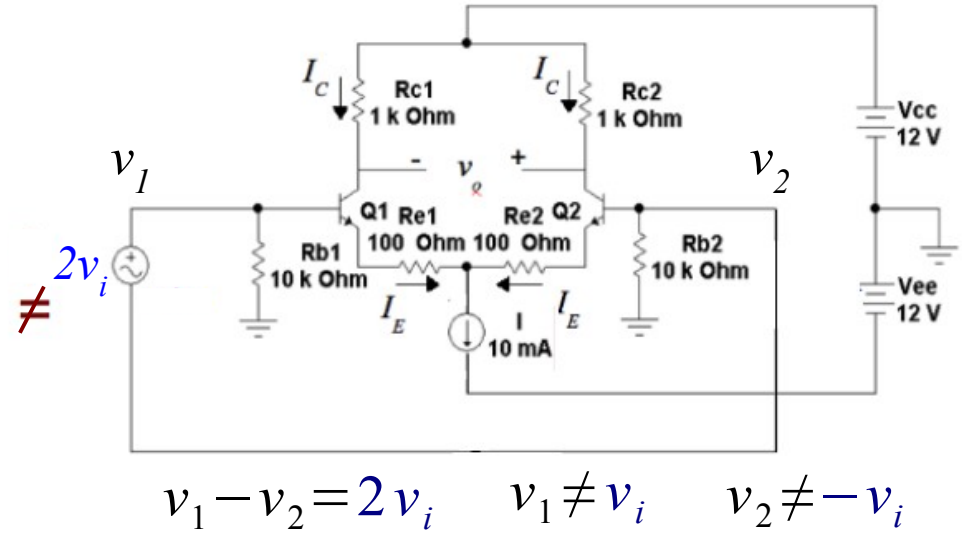 I_C
Rc1
1 k Ohm
I_C
Rc2
1 k Ohm
Vcc
12 V
v_1
- v_o +
v_2
Q1 Re1
100 Ohm
Re2 Q2
100 Ohm
Rb1
10 k Ohm
Rb2
10 k Ohm
≠ 2v_i
I_E
I_E
I
10 mA
Vee
12 V
v_1 − v_2 = 2 v_i
v_1 ≠ v_i
v_2 ≠ − v_i